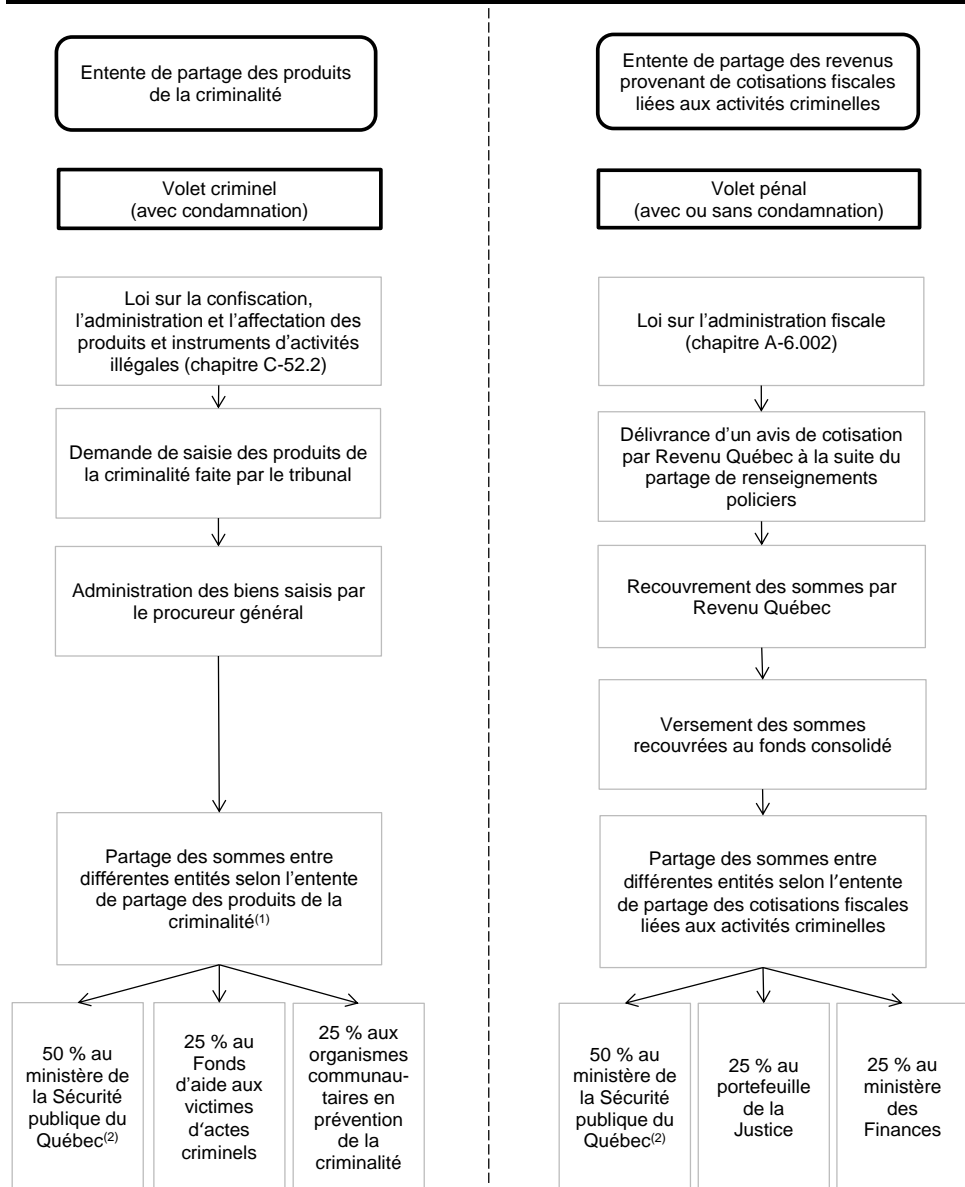 Entente de partage des produits
de la criminalité
Volet criminel
(avec condamnation)
Loi sur la confiscation,
l’administration et l’affectation des
produits et instruments d’activités
illégales (chapitre C-52.2)
Demande de saisie des produits de
la criminalité faite par le tribunal
Administration des biens saisis par
le procureur général
Partage des sommes entre
différentes entités selon l’entente
de partage des produits de la
criminalité(1)
50 % au
ministère de
la Sécurité
publique du
Québec(2)
25 % au
Fonds
d’aide aux
victimes
d‘actes
criminels
25 % aux
organismes
communau-
taires en
prévention
de la
criminalité
Entente de partage des revenus
provenant de cotisations fiscales
liées aux activités criminelles
Volet pénal
(avec ou sans condamnation)
Loi sur l’administration fiscale
(chapitre A-6.002)
Délivrance d’un avis de cotisation
par Revenu Québec à la suite du
partage de renseignements
policiers
Recouvrement des sommes par
Revenu Québec
Versement des sommes
recouvrées au fonds consolidé
Partage des sommes entre
différentes entités selon l’entente
de partage des cotisations fiscales
liées aux activités criminelles
50 % au
ministère de
la Sécurité
publique du
Québec(2)
25 % au
portefeuille
de la
Justice
25 % au
ministère
des
Finances